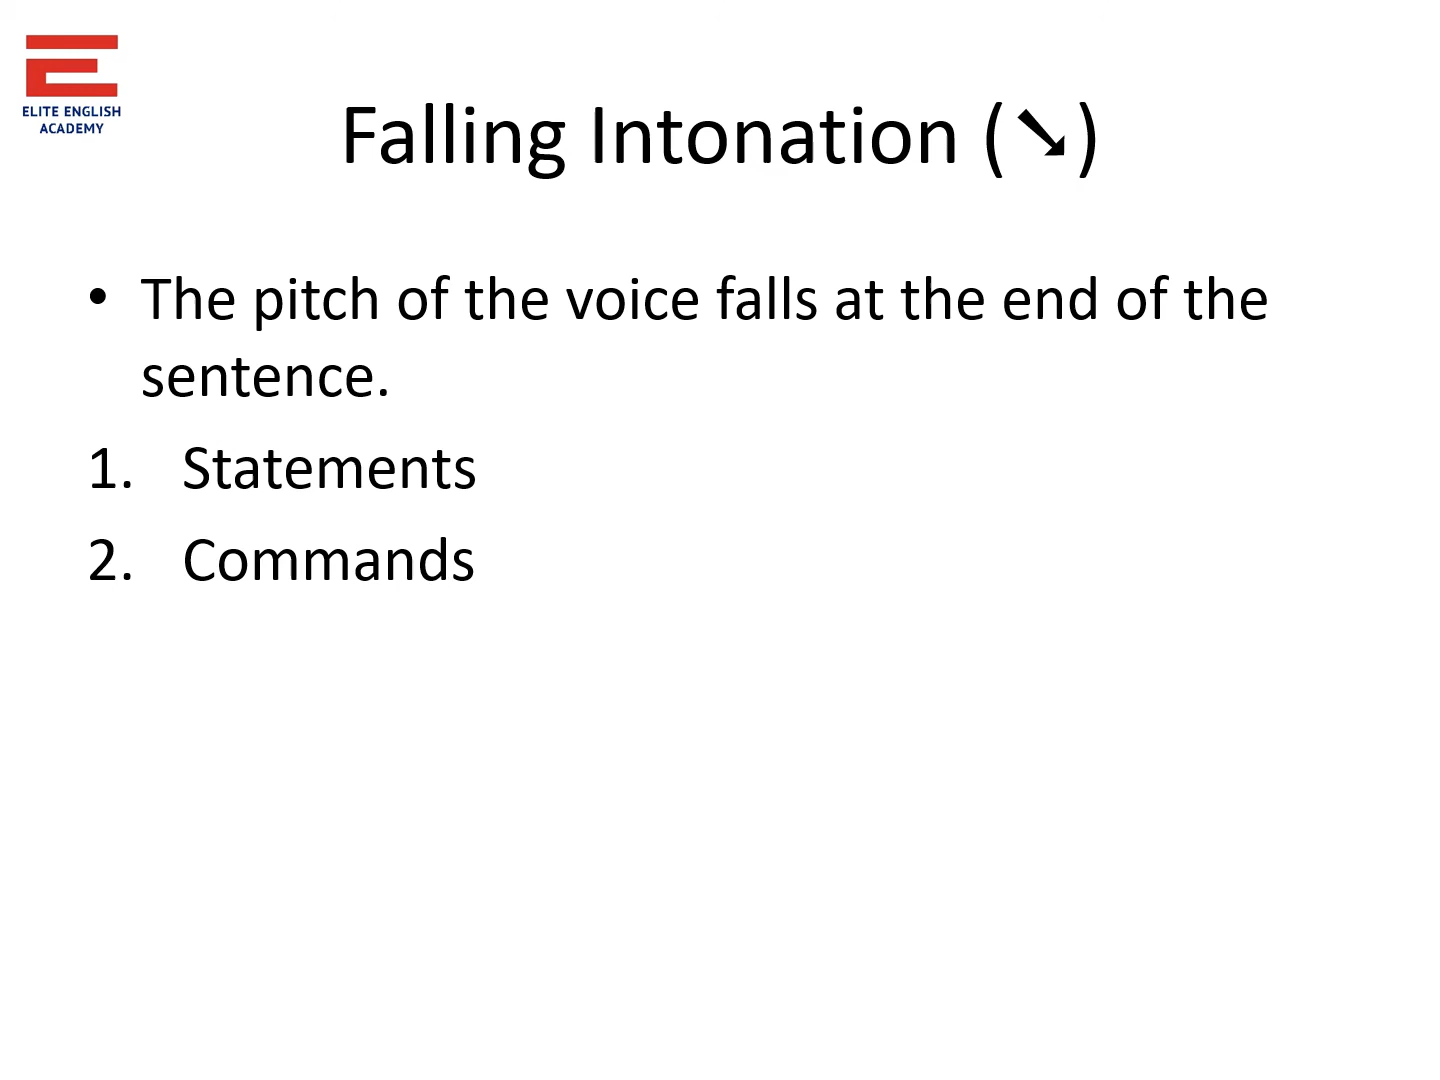 ELITE ENGLISH
ACADEMY
Falling Intonation (➘)
• The pitch of the voice falls at the end of the
sentence.
1. Statements
2. Commands